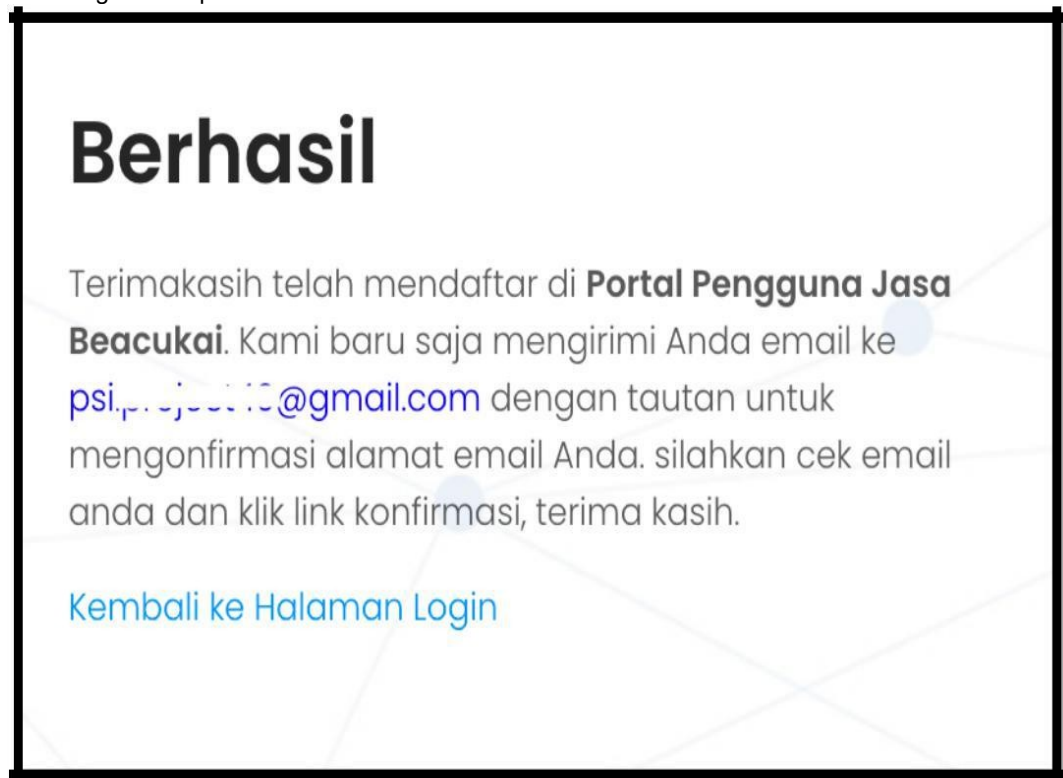 Berhasil
Terimakasih telah mendaftar di Portal Pengguna Jasa
Beacukai. Kami baru saja mengirimi Anda email ke
@gmail.com dengan tautan untuk
mengonfirmasi alamat email Anda. silahkan cek email
anda dan klik link konfirmasi, terima kasih.
Kembali ke Halaman Login